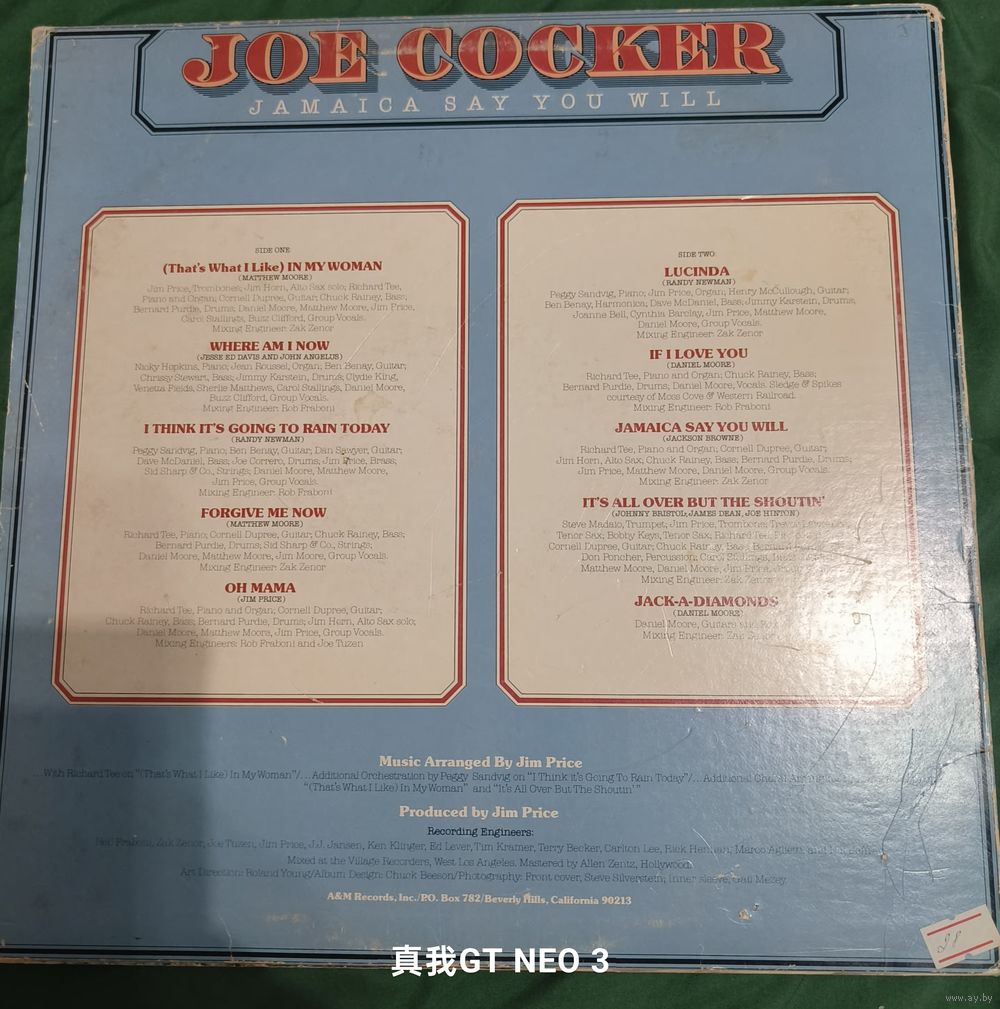 JOE COCKER
JAMAICA SAY YOU WILL
SIDE ONE
(That's What I Like) IN MY WOMAN
(MATTHEW MOORE)
Jim Price, Trombones; Jim Horn, Alto Sax solo; Richard Tee,
Piano and Organ; Cornell Dupree, Guitar; Chuck Rainey, Bass;
Bernard Purdie, Drums; Daniel Moore, Matthew Moore, Jim Price,
Carol Stallings, Buzz Clifford, Group Vocals.
Mixing Engineer: Zak Zenor
WHERE AM I NOW
(JESSE ED DAVIS AND JOHN ANGELUS)
Nicky Hopkins, Piano; Jean Roussel, Organ; Ben Benay, Guitar;
Chrissy Stewart, Bass; Jimmy Karstein, Drums; Clydie King,
Venetta Fields, Sherlie Matthews, Carol Stallings, Daniel Moore,
Buzz Clifford, Group Vocals.
Mixing Engineer: Rob Fraboni
I THINK IT'S GOING TO RAIN TODAY
(RANDY NEWMAN)
Peggy Sandvig, Piano; Ben Benay, Guitar; Dan Sawyer, Guitar;
Dave McDaniel, Bass; Joe Correro, Drums; Jim Price, Brass;
Sid Sharp & Co., Strings; Daniel Moore, Matthew Moore,
Jim Price, Group Vocals.
Mixing Engineer: Rob Fraboni
FORGIVE ME NOW
(MATTHEW MOORE)
Richard Tee, Piano; Cornell Dupree, Guitar; Chuck Rainey, Bass;
Bernard Purdie, Drums; Sid Sharp & Co., Strings;
Daniel Moore, Matthew Moore, Jim Moore, Group Vocals.
Mixing Engineer: Zak Zenor
OH MAMA
(JIM PRICE)
Richard Tee, Piano and Organ; Cornell Dupree, Guitar;
Chuck Rainey, Bass; Bernard Purdie, Drums; Jim Horn, Alto Sax solo;
Daniel Moore, Matthew Moore, Jim Price, Group Vocals.
Mixing Engineers: Rob Fraboni and Joe Tuzen
SIDE TWO
LUCINDA
(RANDY NEWMAN)
Peggy Sandvig, Piano; Jim Price, Organ; Henry McCullough, Guitar;
Ben Benay, Harmonica; Dave McDaniel, Bass; Jimmy Karstein, Drums;
Joanne Bell, Cynthia Barclay, Jim Price, Matthew Moore,
Daniel Moore, Group Vocals.
Mixing Engineer: Zak Zenor
IF I LOVE YOU
(DANIEL MOORE)
Richard Tee, Piano and Organ; Chuck Rainey, Bass;
Bernard Purdie, Drums; Daniel Moore, Vocals. Sledge & Spikes
courtesy of Moss Cove & Western Railroad.
Mixing Engineer: Rob Fraboni
JAMAICA SAY YOU WILL
(JACKSON BROWNE)
Richard Tee, Piano and Organ; Cornell Dupree, Guitar;
Jim Horn, Alto Sax; Chuck Rainey, Bass; Bernard Purdie, Drums;
Jim Price, Matthew Moore, Daniel Moore, Group Vocals.
Mixing Engineer: Zak Zenor
IT'S ALL OVER BUT THE SHOUTIN'
(JOHNNY BRISTOL, JAMES DEAN, JOE HINTON)
Steve Madaio, Trumpet; Jim Price, Trombone;
Tenor Sax; Bobby Keys, Tenor Sax; Richard Tee,
Cornell Dupree, Guitar; Chuck Rainey, Bass;
Don Poncher, Percussion; Carol
Matthew Moore, Daniel Moore, Jim Price,
Mixing Engineer: Zak Zenor
JACK-A-DIAMONDS
(DANIEL MOORE)
Daniel Moore, Guitars and
Mixing Engineer: Zak
Music Arranged By Jim Price
...With Richard Tee on "(That's What I Like) In My Woman"/...Additional Orchestration by Peggy Sandvig on "I Think it's Going To Rain Today"/...Additional
"(That's What I Like) In My Woman" and "It's All Over But The Shoutin'"
Produced by Jim Price
Recording Engineers:
Fraboni, Zak Zenor, Joe Tuzen, Jim Price, J.J. Jansen, Ken Klinger, Ed Lever, Tim Kramer, Terry Becker, Carlton Lee, Rick
Mixed at the Village Recorders, West Los Angeles. Mastered by Allen Zentz, Hollywood.
Art Direction: Roland Young/Album Design: Chuck Beeson/Photography: Front cover, Steve Silverstein; Inner sleeve, Gail Mezey.
A&M Records, Inc./P.O. Box 782/Beverly Hills, California 90213
真我GT NEO 3
www.ay.by